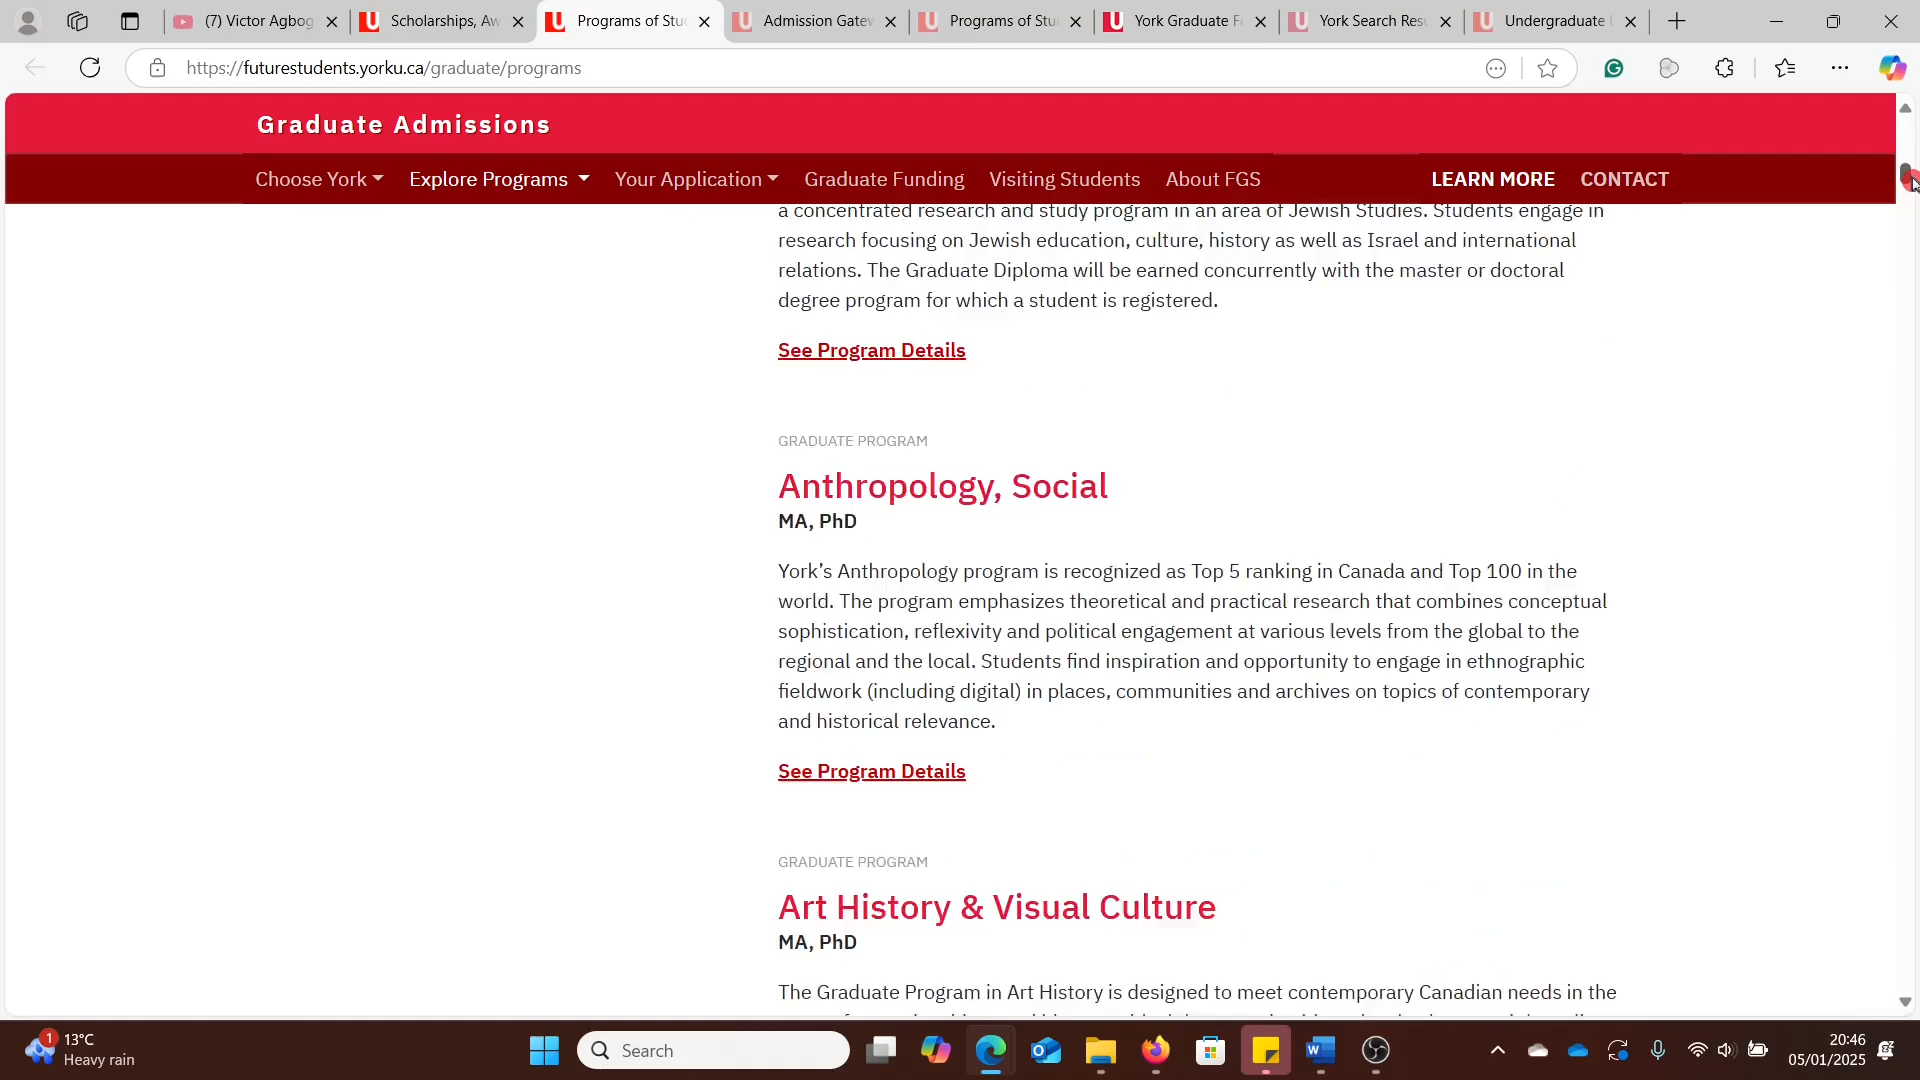 (7) Victor Agbog
Scholarships, Aw
Programs of Stu
Admission Gatew
Programs of Stu
York Graduate F
York Search Resu
Undergraduate
https://futurestudents.yorku.ca/graduate/programs
Graduate Admissions
Choose York
Explore Programs
Your Application
Graduate Funding
Visiting Students
About FGS
LEARN MORE
CONTACT
a concentrated research and study program in an area of Jewish Studies. Students engage in
research focusing on Jewish education, culture, history as well as Israel and international
relations. The Graduate Diploma will be earned concurrently with the master or doctoral
degree program for which a student is registered.
See Program Details
GRADUATE PROGRAM
Anthropology, Social
MA, PhD
York’s Anthropology program is recognized as Top 5 ranking in Canada and Top 100 in the
world. The program emphasizes theoretical and practical research that combines conceptual
sophistication, reflexivity and political engagement at various levels from the global to the
regional and the local. Students find inspiration and opportunity to engage in ethnographic
fieldwork (including digital) in places, communities and archives on topics of contemporary
and historical relevance.
See Program Details
GRADUATE PROGRAM
Art History & Visual Culture
MA, PhD
The Graduate Program in Art History is designed to meet contemporary Canadian needs in the
1
13°C
Heavy rain
Search
20:46
05/01/2025